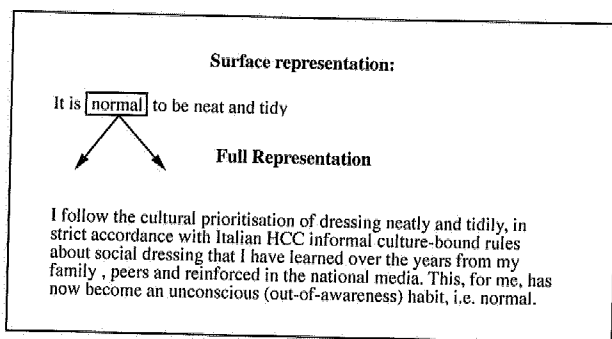 Surface representation:
It is normal to be neat and tidy
Full Representation
I follow the cultural prioritisation of dressing neatly and tidily, in
strict accordance with Italian HCC informal culture-bound rules
about social dressing that I have learned over the years from my
family , peers and reinforced in the national media. This, for me, has
now become an unconscious (out-of-awareness) habit, i.e. normal.